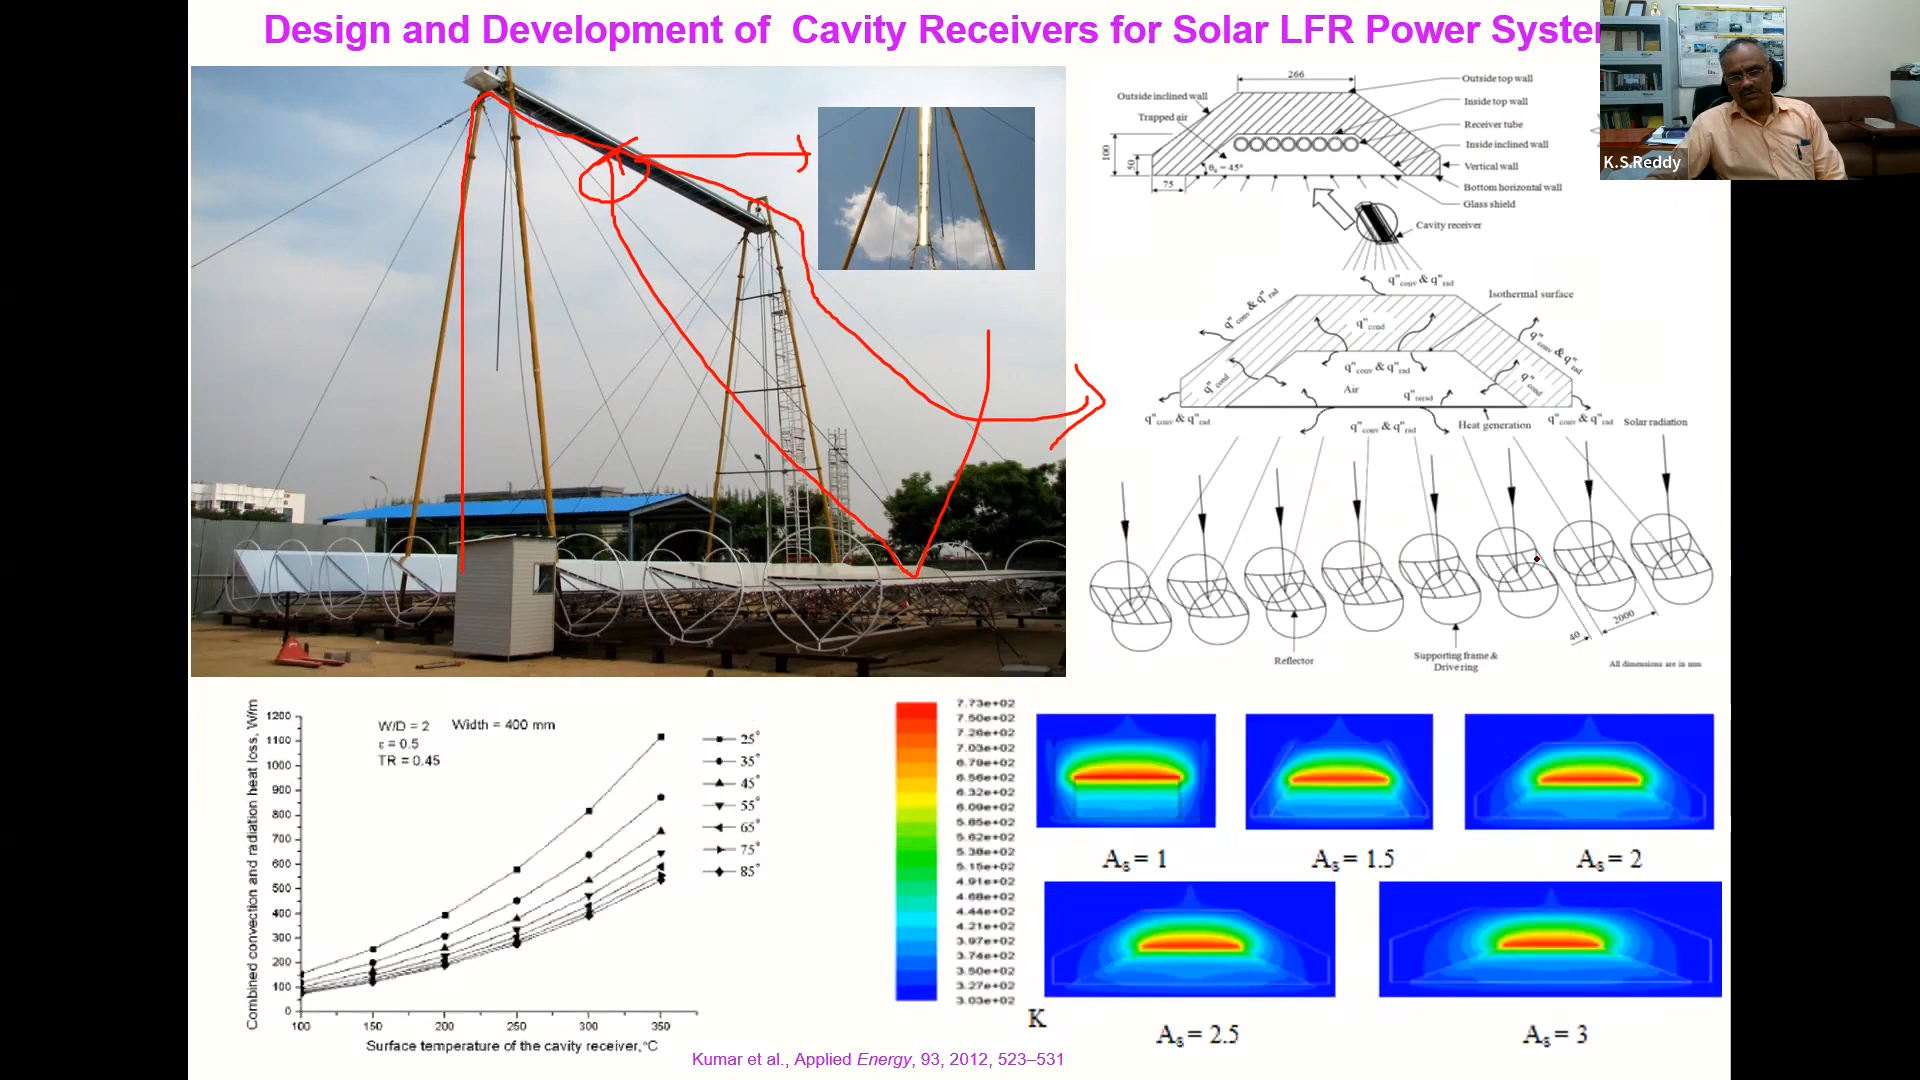 Design and Development of Cavity Receivers for Solar LFR Power Syste
K.S.Reddy
266
Outside top wall
Outside inclined wall
Inside top wall
Trapped air
Receiver tube
Inside inclined wall
100
50
θs = 45°
Vertical wall
75
Bottom horizontal wall
Glass shield
Cavity receiver
q"conv & q"rad
Isothermal surface
q"conv & q"rad
q"cond
q"conv & q"rad
q"conv & q"rad
q"cond
Air
q"cond
q"conv & q"rad
q"conv & q"rad
Heat generation
q"conv & q"rad
Solar radiation
40
2000
Reflector
Supporting frame &
Drive ring
All dimensions are in mm
Combined convection and radiation heat loss, W/m
1200
1100
1000
900
800
700
600
500
400
300
200
100
0
W/D = 2 Width = 400 mm
ε = 0.5
TR = 0.45
25°
35°
45°
55°
65°
75°
85°
100 150 200 250 300 350
Surface temperature of the cavity receiver,°C
7.73e+02
7.50e+02
7.26e+02
7.03e+02
6.79e+02
6.56e+02
6.32e+02
6.09e+02
5.85e+02
5.62e+02
5.38e+02
5.15e+02
4.91e+02
4.68e+02
4.44e+02
4.21e+02
3.97e+02
3.74e+02
3.50e+02
3.27e+02
3.03e+02
K
As = 1
As = 1.5
As = 2
As = 2.5
As = 3
Kumar et al., Applied Energy, 93, 2012, 523–531